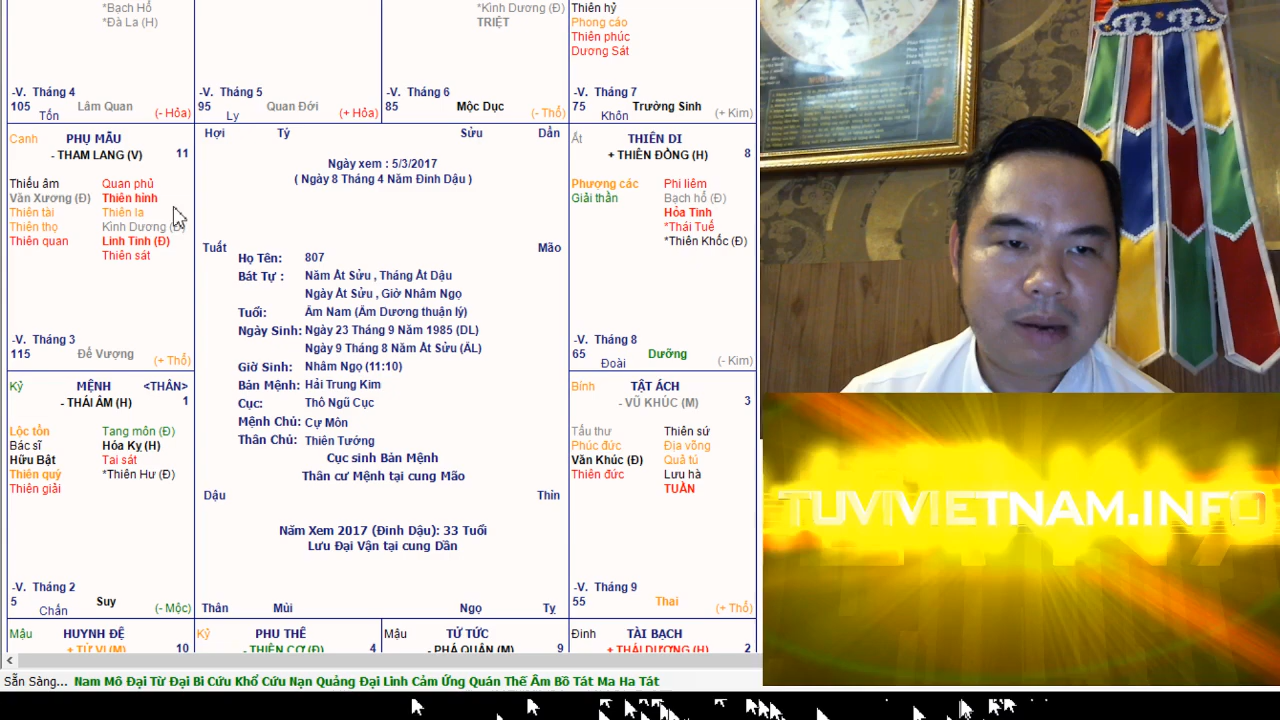 *Bạch Hổ
*Đà La (H)
-V. Tháng 4
105 Lâm Quan (- Hỏa)
Tốn
-V. Tháng 5
95 Quan Đới (+ Hỏa)
Ly
*Kình Dương (Đ)
TRIỆT
-V. Tháng 6
85 Mộc Dục (- Thổ)
Thiên hỷ
Phong cáo
Thiên phúc
Dương Sát
-V. Tháng 7
75 Trưởng Sinh (+ Kim)
Khôn
Canh PHỤ MẪU
- THAM LANG (V) 11
Thiếu âm Quan phủ
Văn Xương (Đ) Thiên hình
Thiên tài Thiên la
Thiên thọ Kình Dương (Đ)
Thiên quan Linh Tinh (Đ)
Thiên sát
-V. Tháng 3
115 Đế Vượng (+ Thổ)
Kỷ MỆNH <THÂN>
- THÁI ÂM (H) 1
Lộc tồn Tang môn (Đ)
Bác sĩ Hóa Kỵ (H)
Hữu Bật Tai sát
Thiên quý *Thiên Hư (Đ)
Thiên giải
-V. Tháng 2
5 Suy (- Mộc)
Chấn
Hợi Tý Sửu Dần
Ngày xem : 5/3/2017
( Ngày 8 Tháng 4 Năm Đinh Dậu )
Tuất Mão
Họ Tên: 807
Bát Tự : Năm Ất Sửu , Tháng Ất Dậu
Ngày Ất Sửu , Giờ Nhâm Ngọ
Tuổi: Âm Nam (Âm Dương thuận lý)
Ngày Sinh: Ngày 23 Tháng 9 Năm 1985 (DL)
Ngày 9 Tháng 8 Năm Ất Sửu (ÂL)
Giờ Sinh: Nhâm Ngọ (11:10)
Bản Mệnh: Hải Trung Kim
Cục: Thổ Ngũ Cục
Mệnh Chủ: Cự Môn
Thân Chủ: Thiên Tướng
Cục sinh Bản Mệnh
Thân cư Mệnh tại cung Mão
Dậu Thìn
Năm Xem 2017 (Đinh Dậu): 33 Tuổi
Lưu Đại Vận tại cung Dần
Thân Mùi Ngọ Tỵ
Ất THIÊN DI
+ THIÊN ĐỒNG (H) 8
Phượng các Phi liêm
Giải thần Bạch hổ (Đ)
Hỏa Tinh
*Thái Tuế
*Thiên Khốc (Đ)
-V. Tháng 8
65 Dưỡng (- Kim)
Đoài
Bính TẬT ÁCH
- VŨ KHÚC (M) 3
Tấu thư Thiên sứ
Phúc đức Địa võng
Văn Khúc (Đ) Quả tú
Thiên đức Lưu hà
TUẦN
-V. Tháng 9
55 Thai (+ Thổ)
Mậu HUYNH ĐỆ
+ TỬ VI (M) 10
Kỷ PHU THÊ
- THIÊN CƠ (Đ) 4
Mậu TỬ TỨC
- PHÁ QUÂN (M) 9
Đinh TÀI BẠCH
+ THÁI DƯƠNG (H) 2
Sẵn Sàng... Nam Mô Đại Từ Đại Bi Cứu Khổ Cứu Nạn Quảng Đại Linh Cảm Ứng Quán Thế Âm Bồ Tát Ma Ha Tát
TUVIVIETNAM.INFO